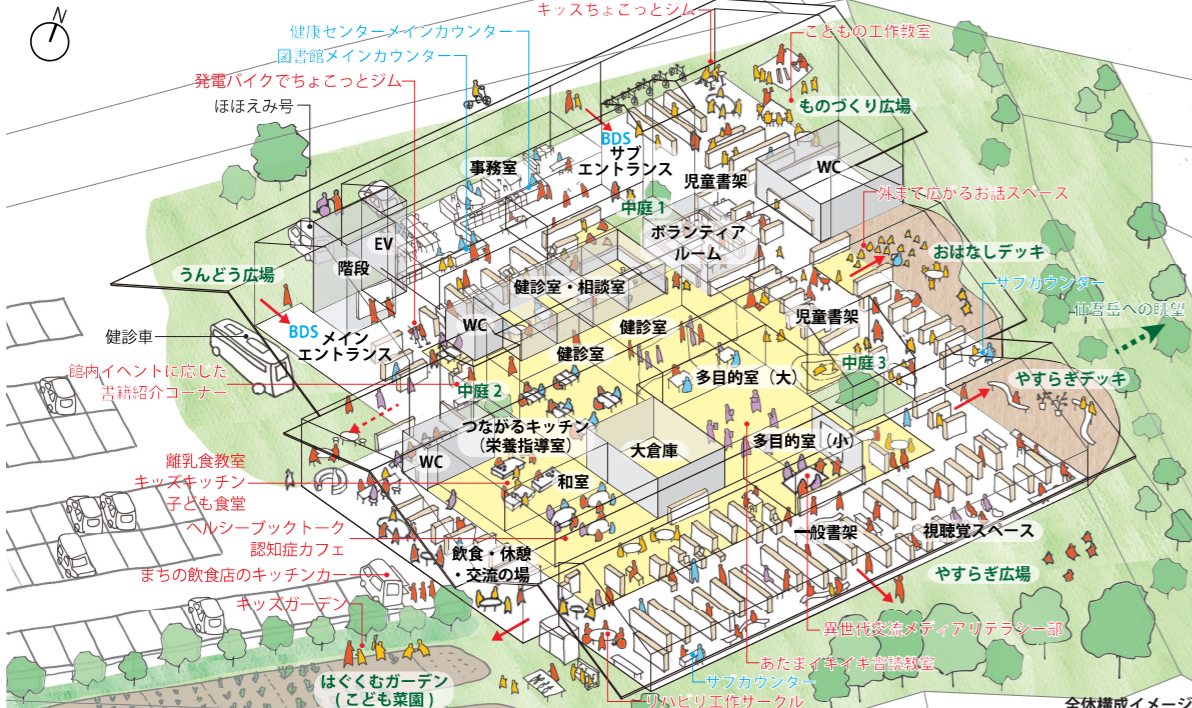 N
キッズちょこっとジム
健康センターメインカウンター
こどもの工作教室
図書館メインカウンター
発電バイクでちょこっとジム
ほほえみ号
ものづくり広場
BDS
サブ
エントランス
事務室
児童書架
WC
外まで広がるお話スペース
中庭1
ボランティア
ルーム
EV
階段
おはなしデッキ
うんどう広場
サブカウンター
健診室・相談室
仙吾岳への眺望
児童書架
BDS
メイン
エントランス
WC
健診室
健診車
健診室
中庭3
館内イベントに応じた
書籍紹介コーナー
多目的室（大）
やすらぎデッキ
中庭2
つながるキッチン
（栄養指導室）
大倉庫
多目的室（小）
離乳食教室
キッズキッチン
子ども食堂
WC
和室
ヘルシーブックトーク
認知症カフェ
一般書架
視聴覚スペース
飲食・休憩
・交流の場
まちの飲食店のキッチンカー
やすらぎ広場
キッズガーデン
異世代交流メディアリテラシー部
あたまイキイキ音読教室
はぐくむガーデン
(こども菜園)
サブカウンター
リハビリ工作サークル
全体構成イメージ